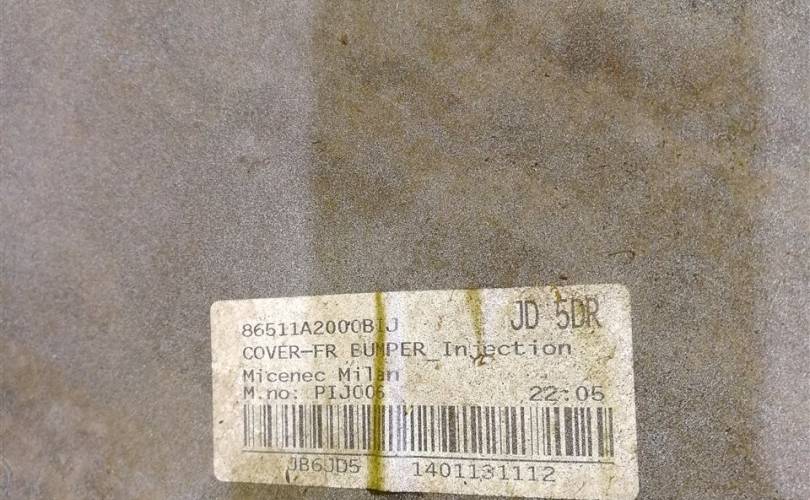 86511A2000BIJ JD 5DR
COVER-FR BUMPER_Injection
Micenec Milan
M.no: PIJ006 22:05
JB6JD5 1401131112